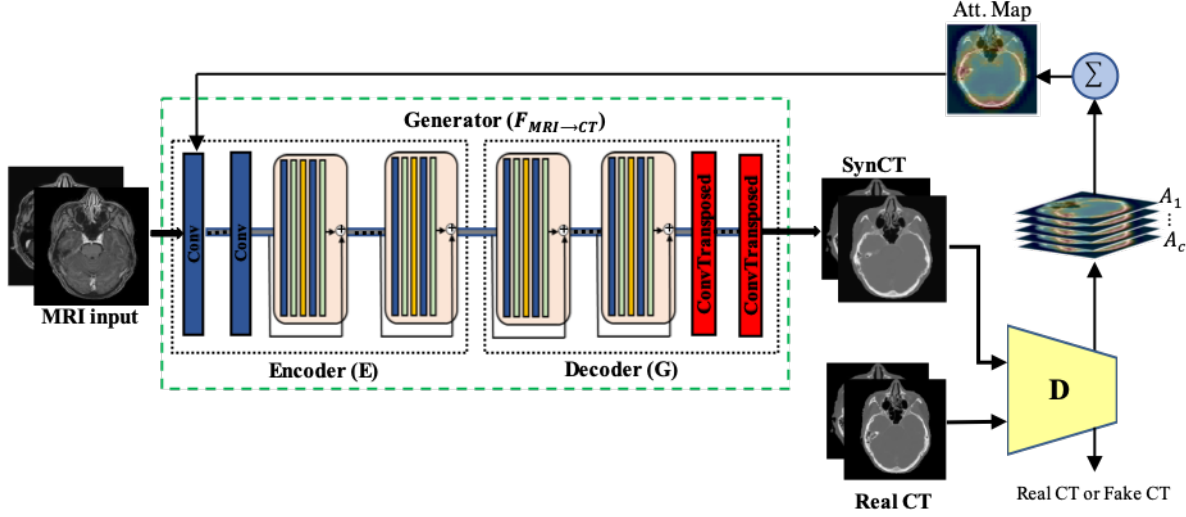 Att. Map
∑
Generator (F_{MRI→CT})
SynCT
A_1
⋮
A_c
Conv
Conv
ConvTransposed
ConvTransposed
MRI input
Encoder (E)
Decoder (G)
D
Real CT
Real CT or Fake CT